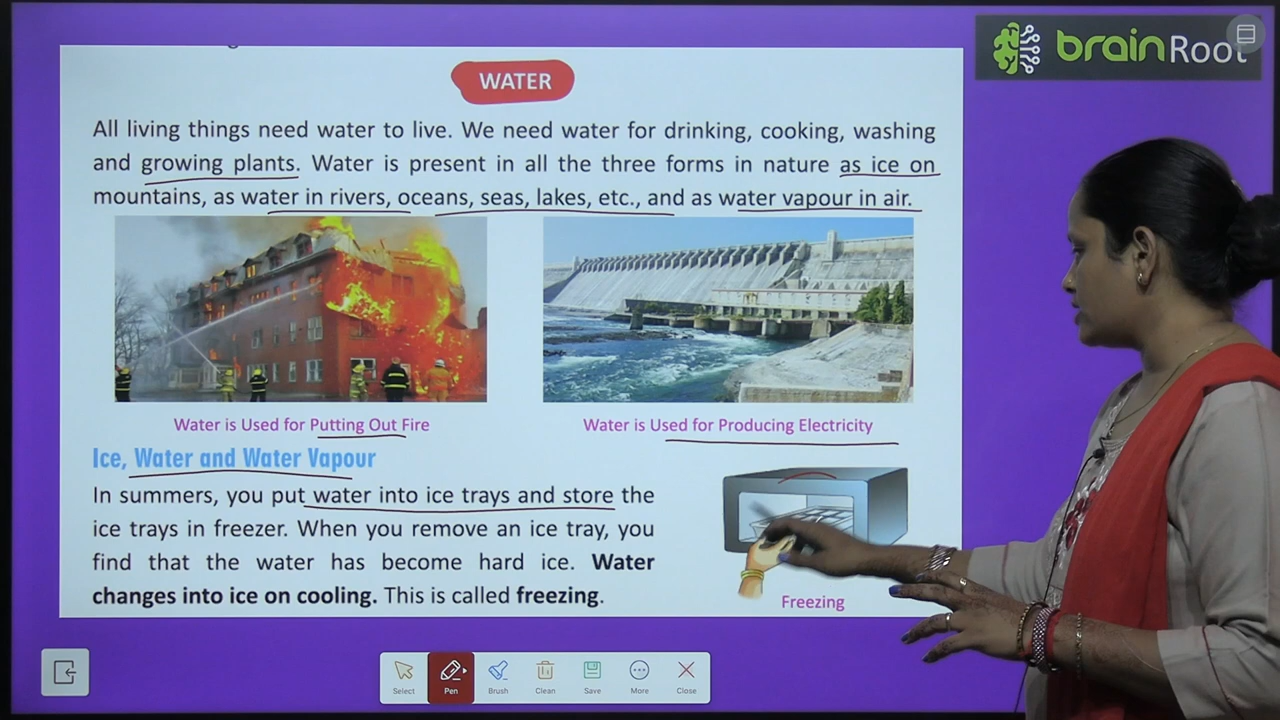 brainRoot
WATER
All living things need water to live. We need water for drinking, cooking, washing
and growing plants. Water is present in all the three forms in nature as ice on
mountains, as water in rivers, oceans, seas, lakes, etc., and as water vapour in air.
Water is Used for Putting Out Fire
Water is Used for Producing Electricity
Ice, Water and Water Vapour
In summers, you put water into ice trays and store the
ice trays in freezer. When you remove an ice tray, you
find that the water has become hard ice. Water
changes into ice on cooling. This is called freezing.
Freezing
Select
Pen
Brush
Clean
Save
More
Close